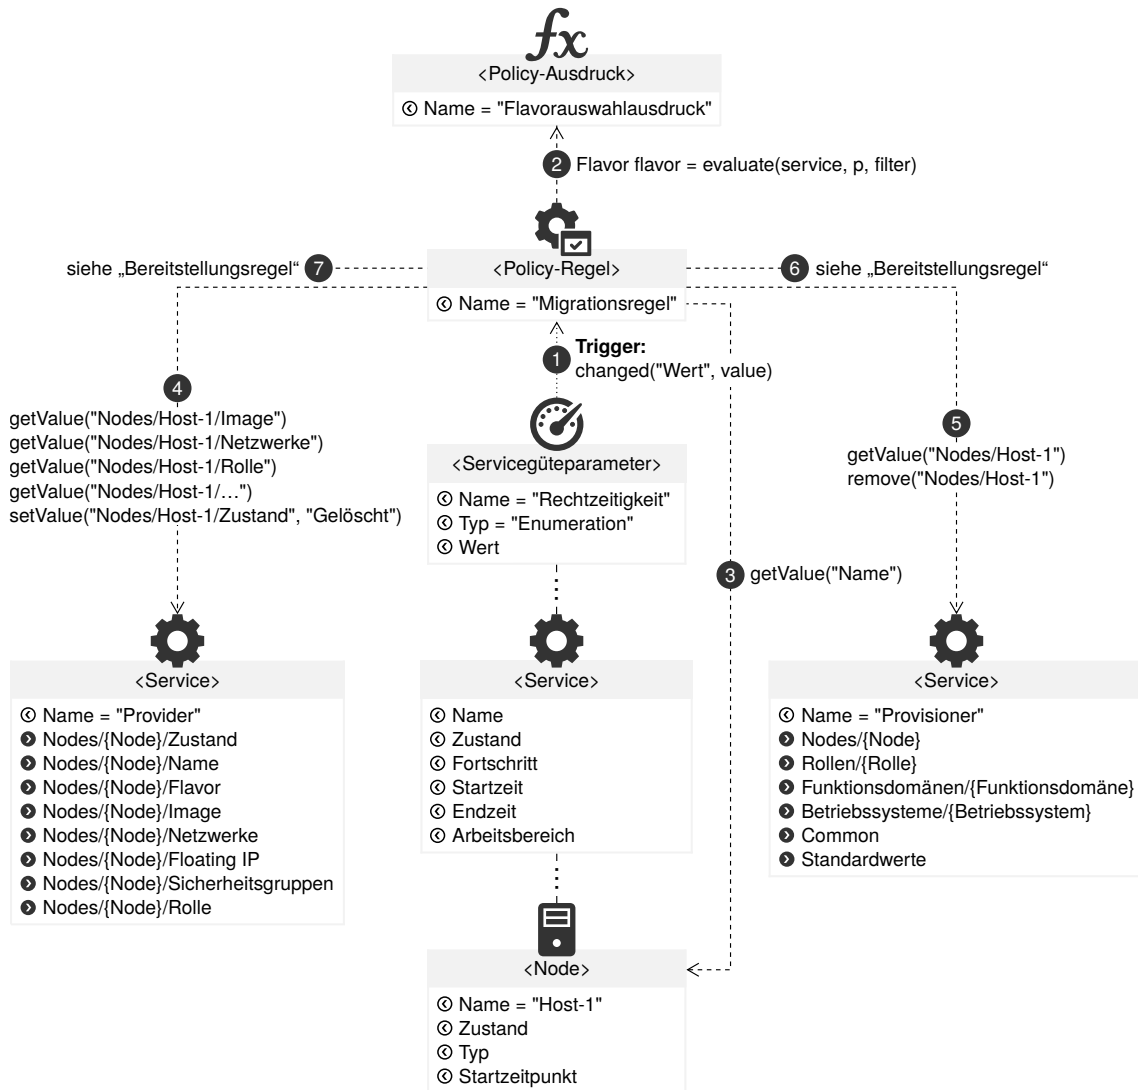 fx
<Policy-Ausdruck>
Name = "Flavorauswahlausdruck"
2 Flavor flavor = evaluate(service, p, filter)
siehe „Bereitstellungsregel“ 7
<Policy-Regel>
6 siehe „Bereitstellungsregel“
Name = "Migrationsregel"
1 Trigger:
changed("Wert", value)
4
getValue("Nodes/Host-1/Image")
getValue("Nodes/Host-1/Netzwerke")
getValue("Nodes/Host-1/Rolle")
getValue("Nodes/Host-1/…")
setValue("Nodes/Host-1/Zustand", "Gelöscht")
5
getValue("Nodes/Host-1")
remove("Nodes/Host-1")
<Servicegüteparameter>
Name = "Rechtzeitigkeit"
Typ = "Enumeration"
Wert
3 getValue("Name")
<Service>
Name = "Provider"
Nodes/{Node}/Zustand
Nodes/{Node}/Name
Nodes/{Node}/Flavor
Nodes/{Node}/Image
Nodes/{Node}/Netzwerke
Nodes/{Node}/Floating IP
Nodes/{Node}/Sicherheitsgruppen
Nodes/{Node}/Rolle
<Service>
Name
Zustand
Fortschritt
Startzeit
Endzeit
Arbeitsbereich
<Service>
Name = "Provisioner"
Nodes/{Node}
Rollen/{Rolle}
Funktionsdomänen/{Funktionsdomäne}
Betriebssysteme/{Betriebssystem}
Common
Standardwerte
<Node>
Name = "Host-1"
Zustand
Typ
Startzeitpunkt